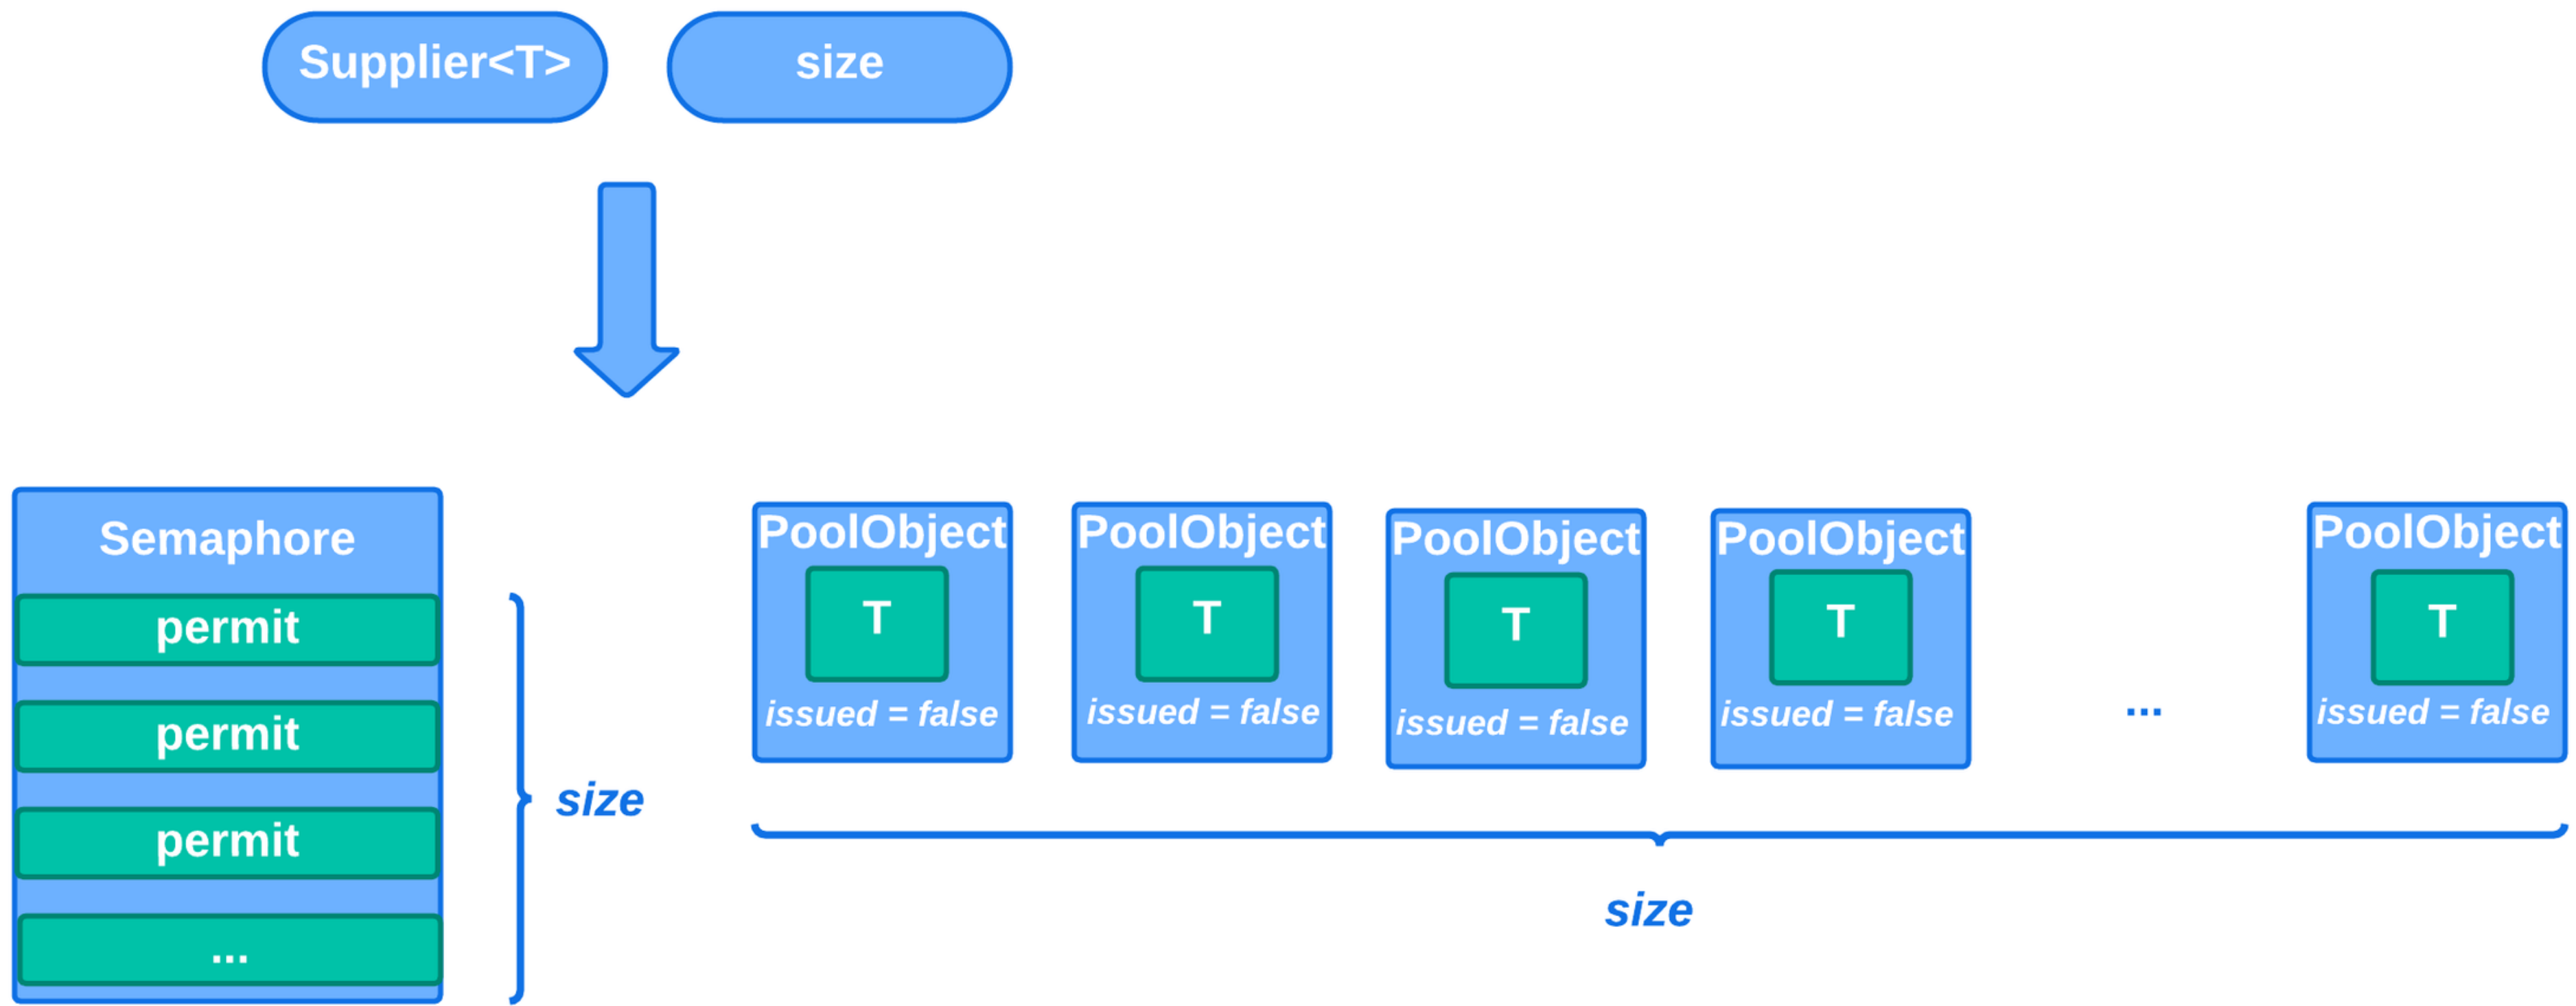 Supplier<T>
size
Semaphore
permit
permit
permit
...
size
PoolObject
T
issued = false
PoolObject
T
issued = false
PoolObject
T
issued = false
PoolObject
T
issued = false
...
PoolObject
T
issued = false
size